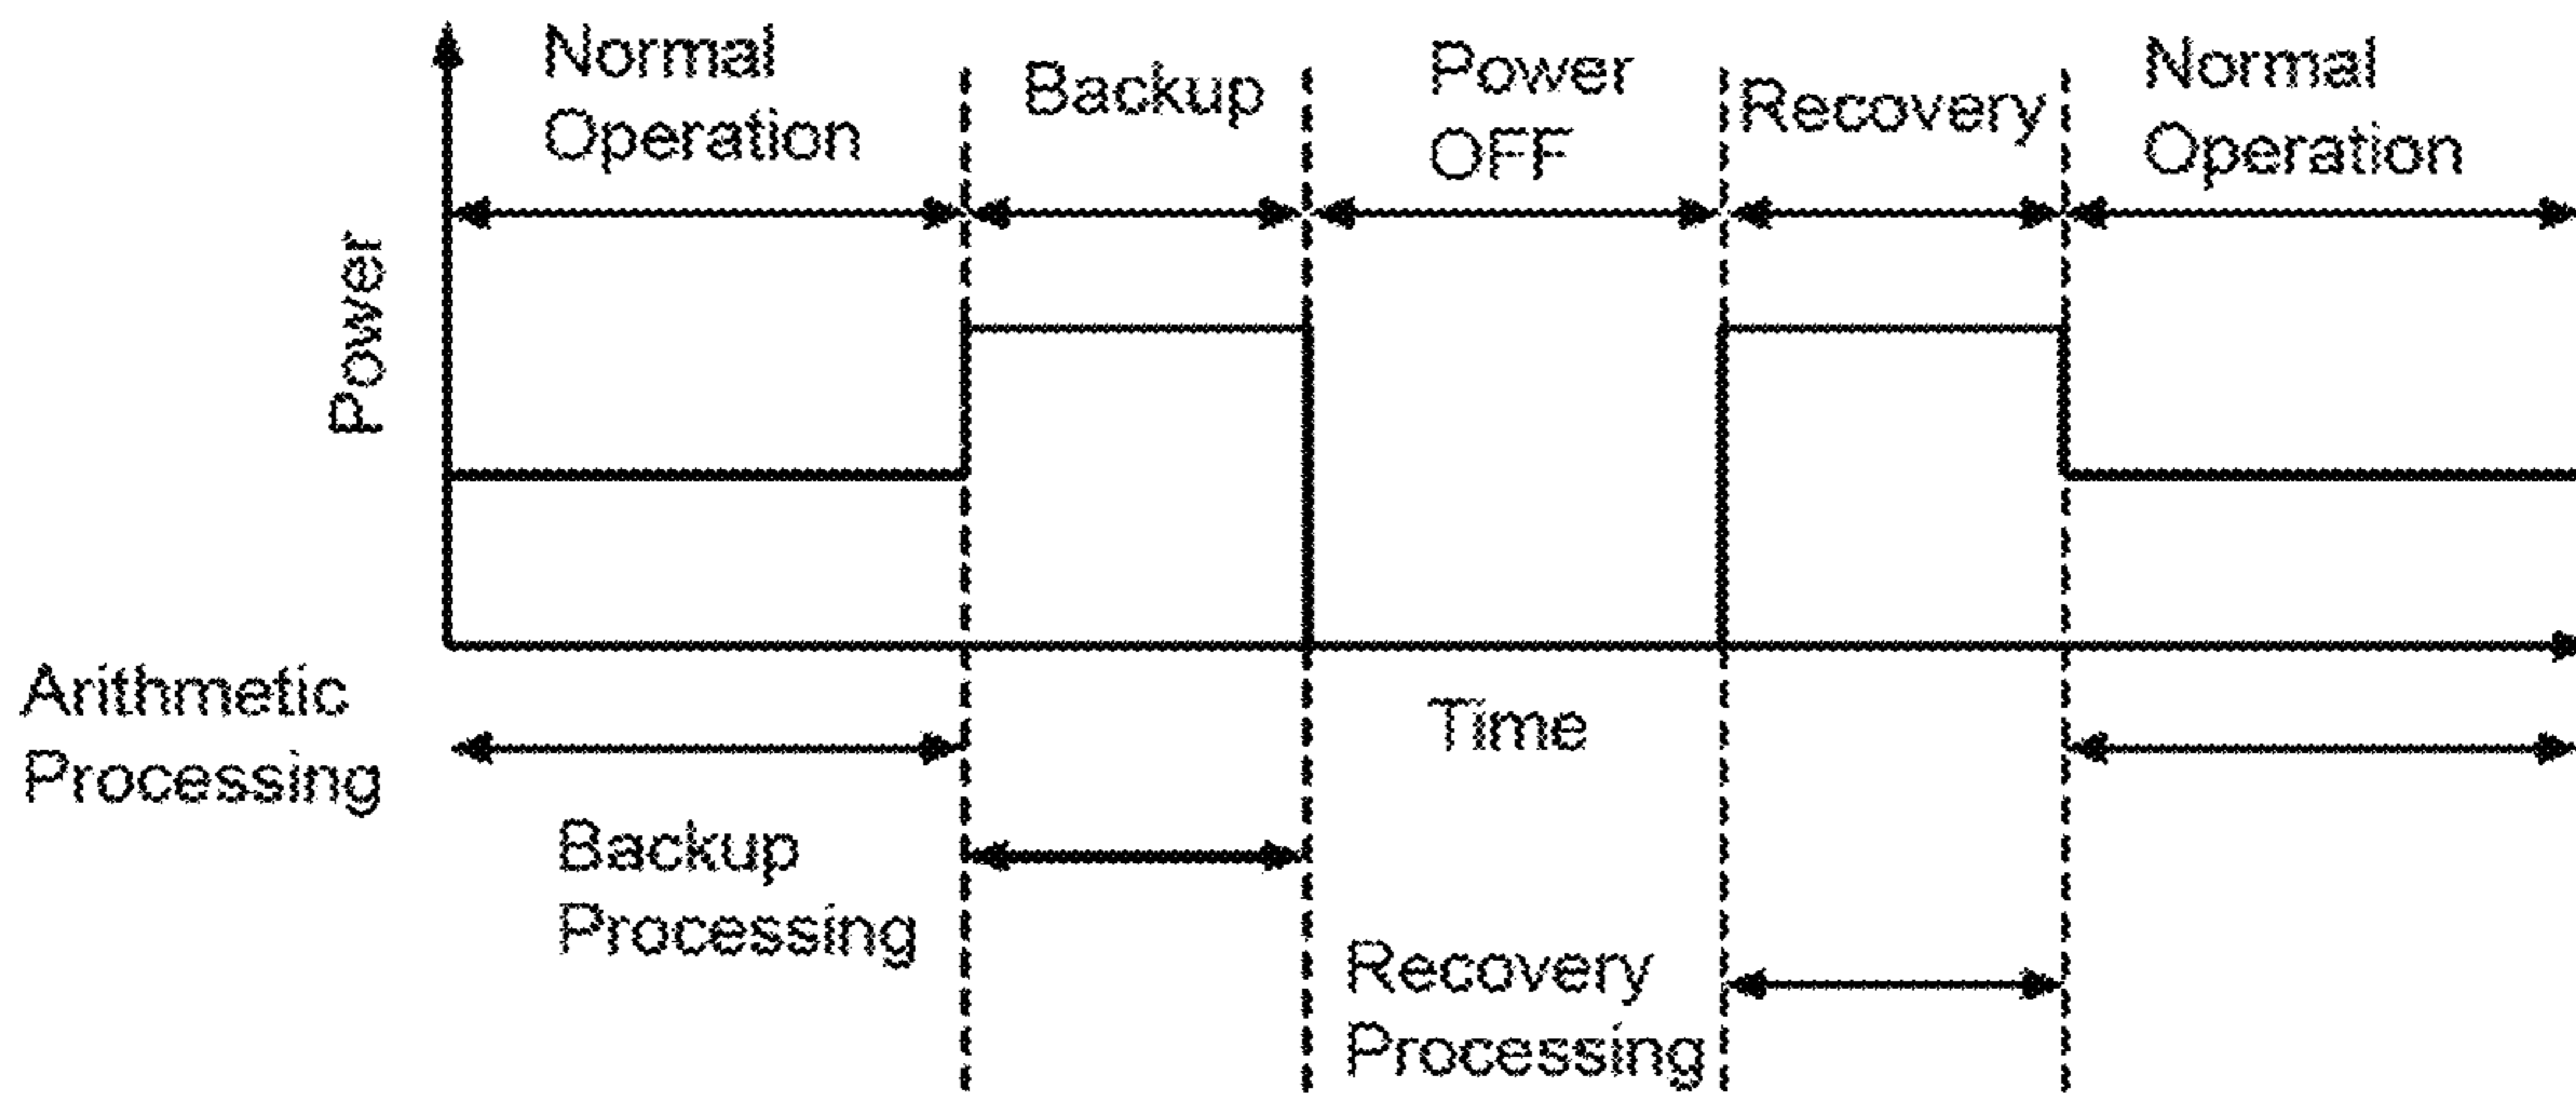 Normal
Operation
Backup
Power
OFF
Recovery
Normal
Operation
Power
Time
Arithmetic
Processing
Backup
Processing
Recovery
Processing